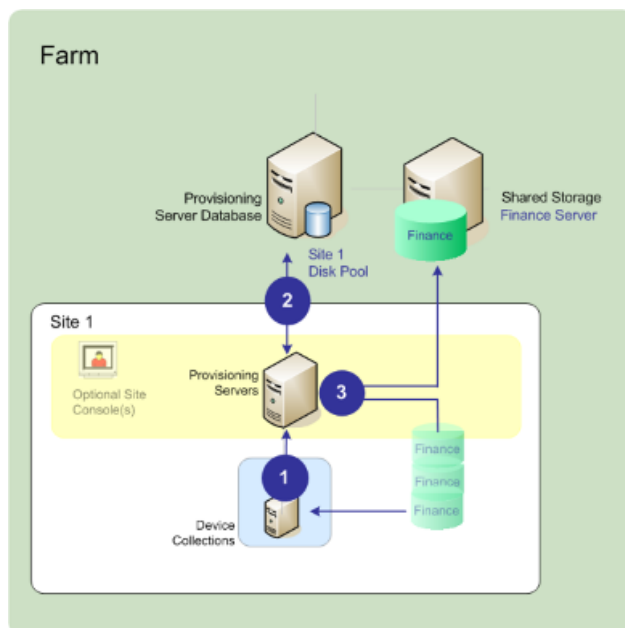 Farm
Provisioning
Server Database
Shared Storage
Finance Server
Finance
Site 1
Disk Pool
2
Site 1
Optional Site
Console(s)
Provisioning
Servers
3
1
Device
Collections
Finance
Finance
Finance